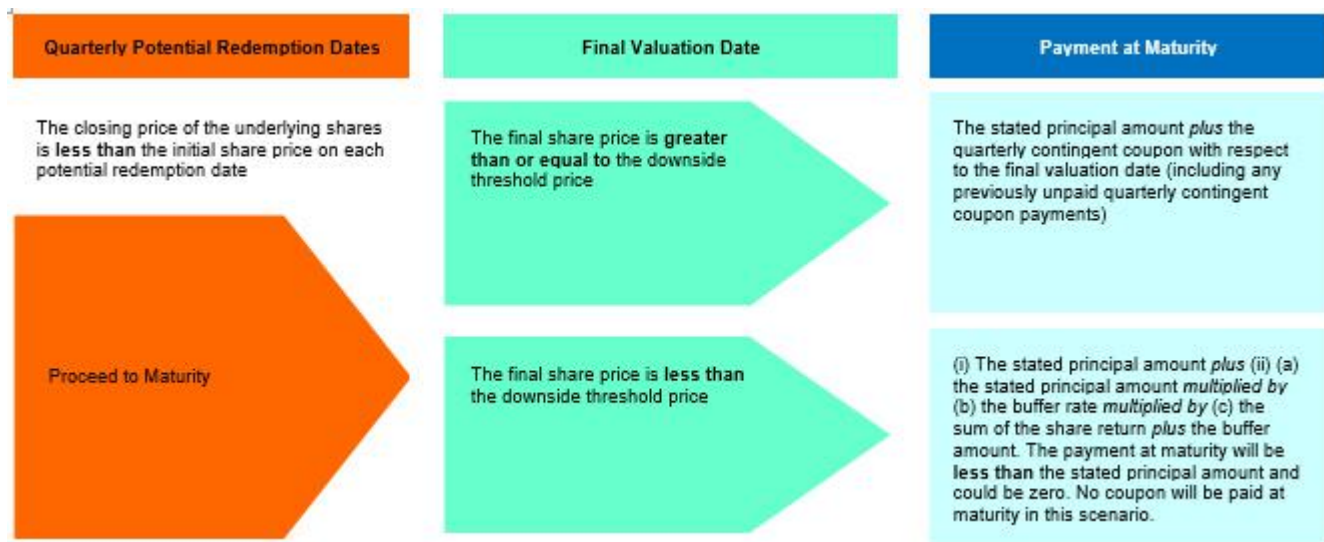 Quarterly Potential Redemption Dates
Final Valuation Date
Payment at Maturity
The closing price of the underlying shares
is less than the initial share price on each
potential redemption date
Proceed to Maturity
The final share price is greater
than or equal to the downside
threshold price
The stated principal amount plus the
quarterly contingent coupon with respect
to the final valuation date (including any
previously unpaid quarterly contingent
coupon payments)
The final share price is less than
the downside threshold price
(i) The stated principal amount plus (ii) (a)
the stated principal amount multiplied by
(b) the buffer rate multiplied by (c) the
sum of the share return plus the buffer
amount. The payment at maturity will be
less than the stated principal amount and
could be zero. No coupon will be paid at
maturity in this scenario.